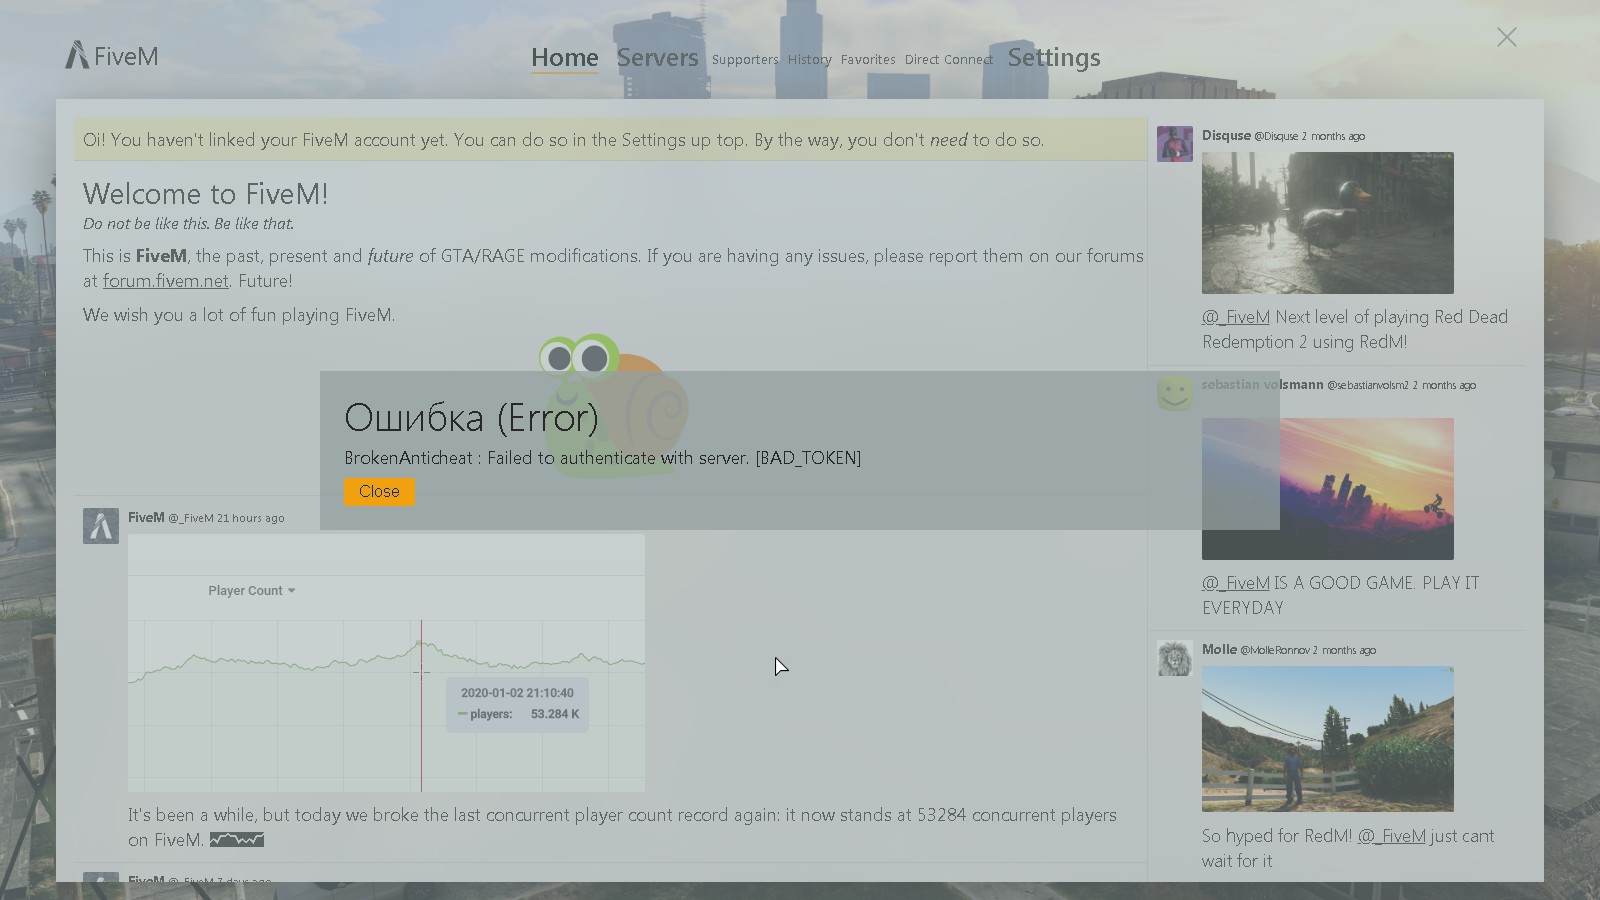 FiveM
Home Servers Supporters History Favorites Direct Connect Settings
Oi! You haven't linked your FiveM account yet. You can do so in the Settings up top. By the way, you don't need to do so.
Welcome to FiveM!
Do not be like this. Be like that.
This is FiveM, the past, present and future of GTA/RAGE modifications. If you are having any issues, please report them on our forums
at forum.fivem.net. Future!
We wish you a lot of fun playing FiveM.
Ошибка (Error)
BrokenAnticheat : Failed to authenticate with server. [BAD_TOKEN]
Close
FiveM @_FiveM 21 hours ago
Player Count
2020-01-02 21:10:40
players: 53.284 K
It's been a while, but today we broke the last concurrent player count record again: it now stands at 53284 concurrent players
on FiveM.
FiveM @_FiveM 7 days ago
Disquse @Disquse 2 months ago
@_FiveM Next level of playing Red Dead
Redemption 2 using RedM!
sebastian volsmann @sebastianvolsm2 2 months ago
@_FiveM IS A GOOD GAME. PLAY IT
EVERYDAY
Molle @MolleRonnov 2 months ago
So hyped for RedM! @_FiveM just cant
wait for it